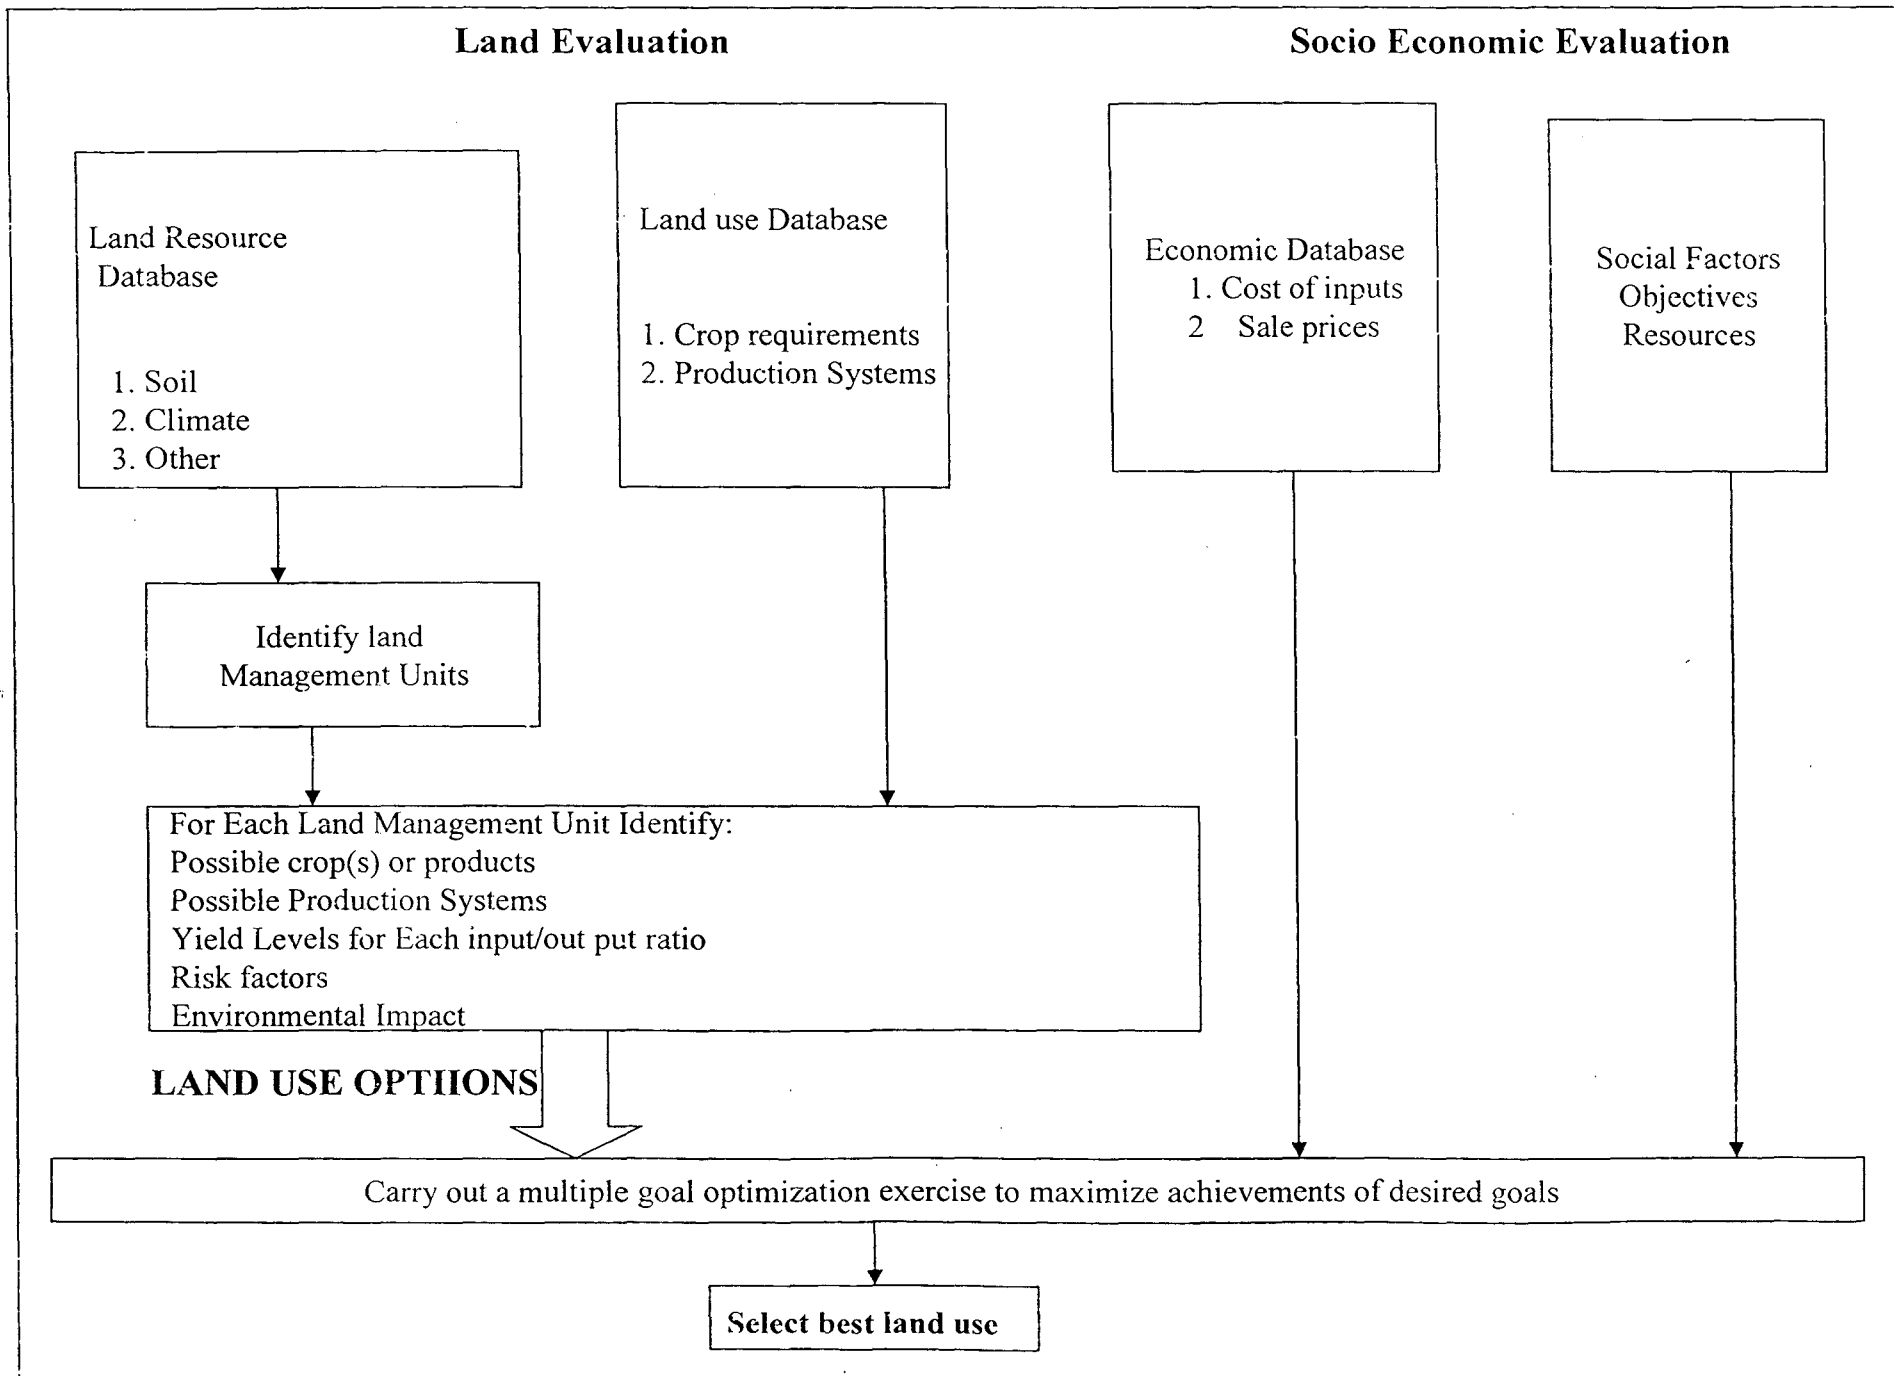 Land Evaluation
Socio Economic Evaluation
Land Resource
Database
1. Soil
2. Climate
3. Other
Land use Database
1. Crop requirements
2. Production Systems
Economic Database
1. Cost of inputs
2 Sale prices
Social Factors
Objectives
Resources
Identify land
Management Units
For Each Land Management Unit Identify:
Possible crop(s) or products
Possible Production Systems
Yield Levels for Each input/out put ratio
Risk factors
Environmental Impact
LAND USE OPTIIONS
Carry out a multiple goal optimization exercise to maximize achievements of desired goals
Select best land use